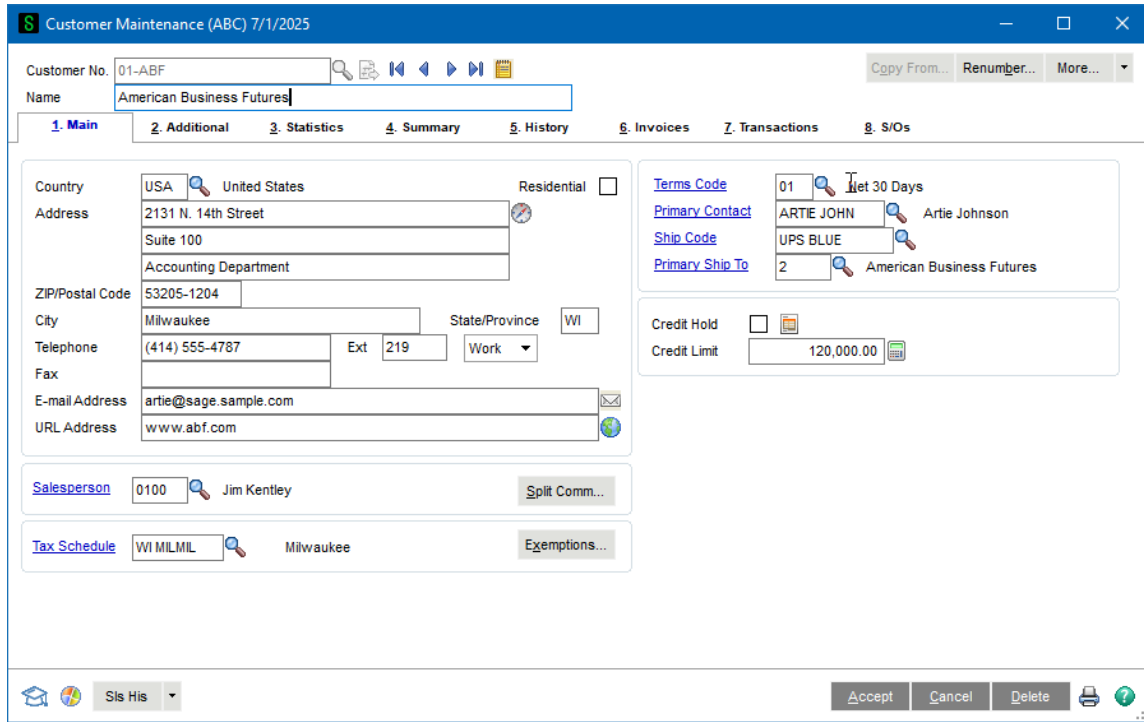 S Customer Maintenance (ABC) 7/1/2025
Customer No. 01-ABF Copy From... Renumber... More...
Name American Business Futures
1. Main 2. Additional 3. Statistics 4. Summary 5. History 6. Invoices 7. Transactions 8. S/Os
Country USA United States Residential
Address 2131 N. 14th Street
Suite 100
Accounting Department
ZIP/Postal Code 53205-1204
City Milwaukee State/Province WI
Telephone (414) 555-4787 Ext 219 Work
Fax
E-mail Address artie@sage.sample.com
URL Address www.abf.com
Salesperson 0100 Jim Kentley Split Comm...
Tax Schedule WI MILMIL Milwaukee Exemptions...
Terms Code 01 Net 30 Days
Primary Contact ARTIE JOHN Artie Johnson
Ship Code UPS BLUE
Primary Ship To 2 American Business Futures
Credit Hold
Credit Limit 120,000.00
Sls His Accept Cancel Delete